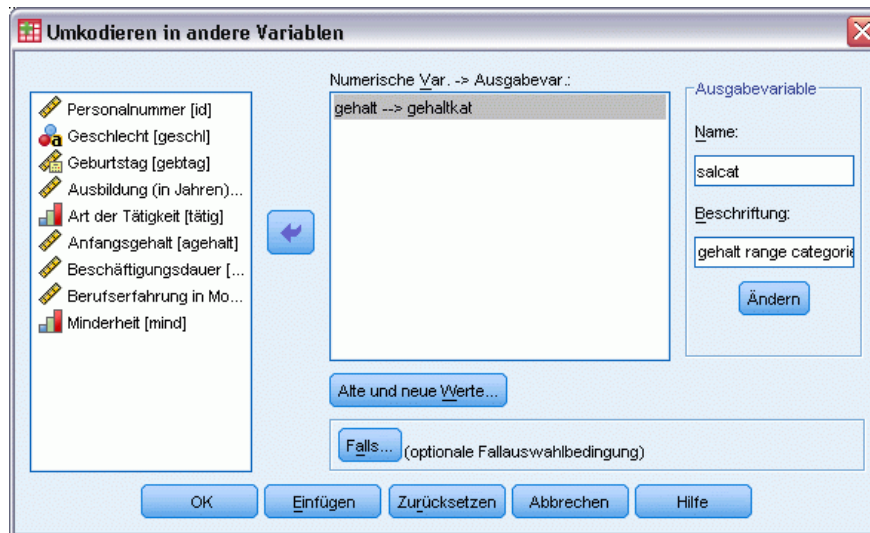 Umkodieren in andere Variablen
Personalnummer [id]
Geschlecht [geschl]
Geburtstag [gebtag]
Ausbildung (in Jahren)...
Art der Tätigkeit [tätig]
Anfangsgehalt [agehalt]
Beschäftigungsdauer [...
Berufserfahrung in Mo...
Minderheit [mind]
Numerische Var. -> Ausgabevar.:
gehalt --> gehaltkat
Ausgabevariable
Name:
salcat
Beschriftung:
gehalt range categorie
Ändern
Alte und neue Werte...
Falls... (optionale Fallauswahlbedingung)
OK Einfügen Zurücksetzen Abbrechen Hilfe